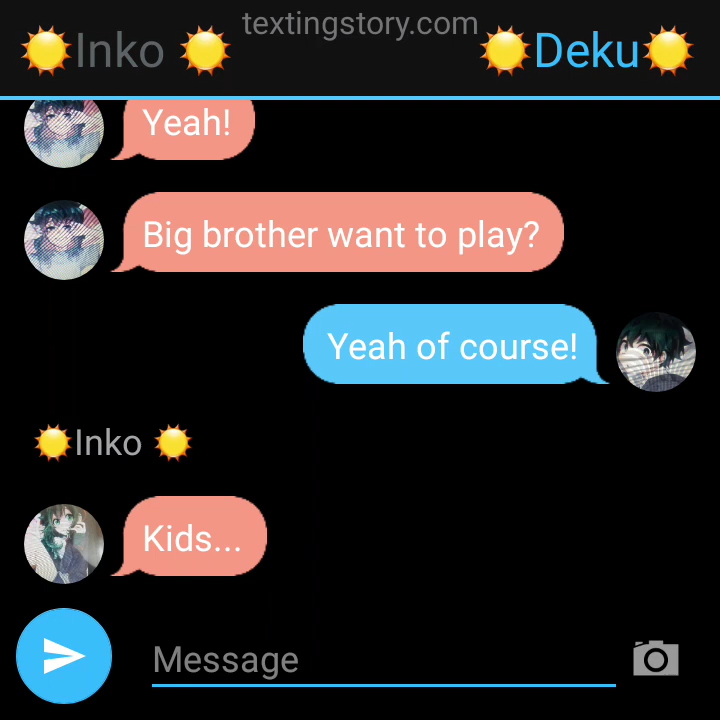 textingstory.com
☀️Inko ☀️
☀️Deku☀️
Yeah!
Big brother want to play?
Yeah of course!
☀️Inko ☀️
Kids...
Message